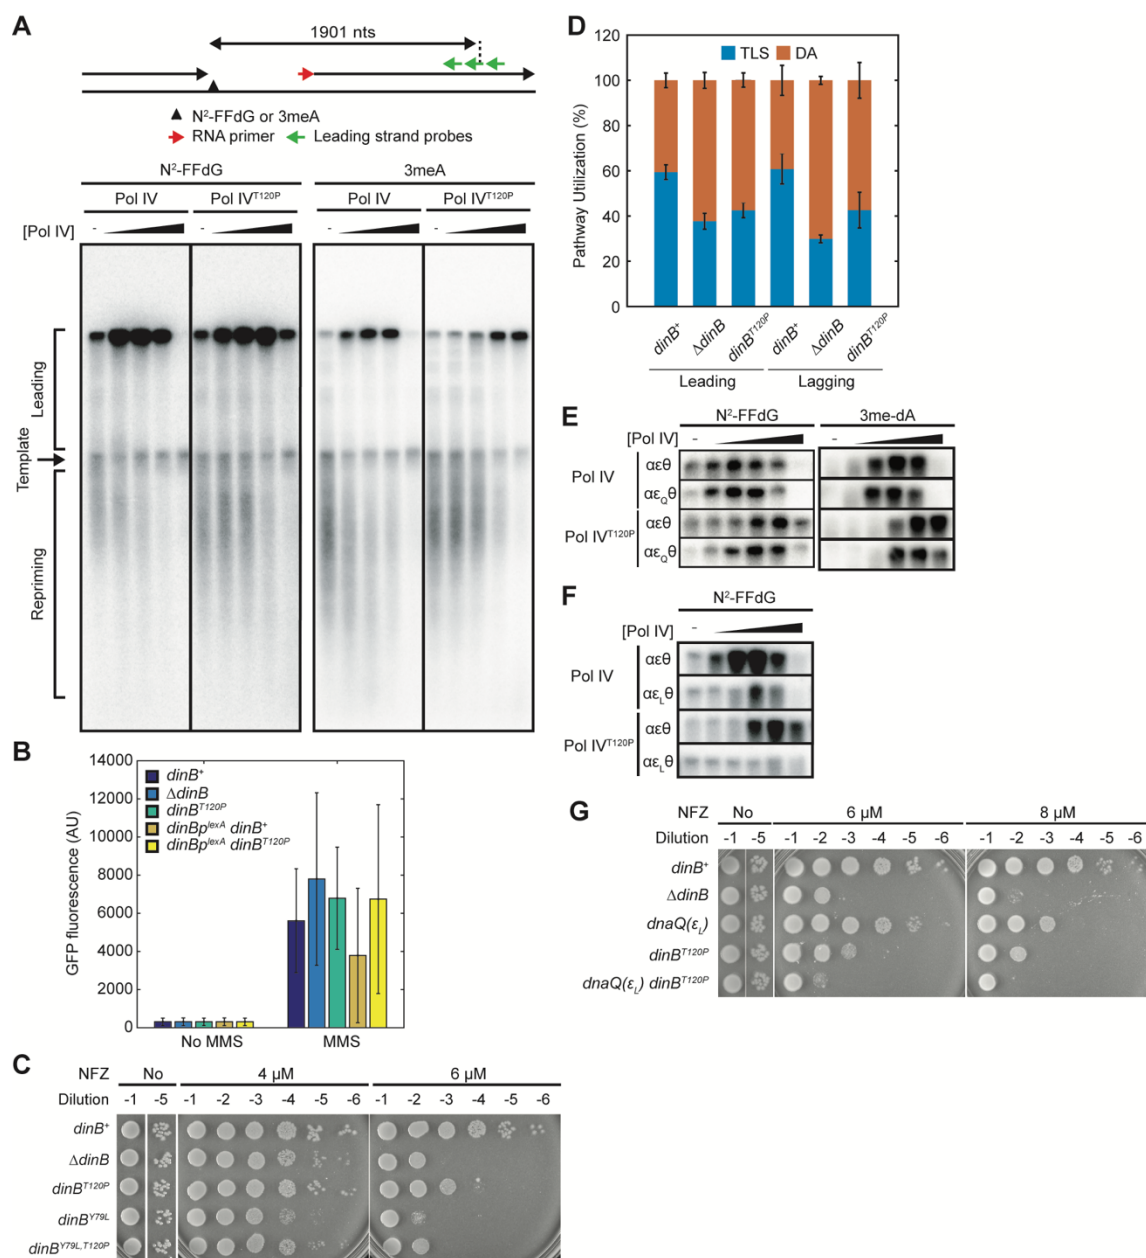 A
1901 nts
N²-FFdG or 3meA
RNA primer
Leading strand probes
N²-FFdG
3meA
Pol IV
Pol IVᵀ¹²⁰ᴾ
Pol IV
Pol IVᵀ¹²⁰ᴾ
[Pol IV]
-
-
-
-
Leading
Template
Repriming
B
GFP fluorescence (AU)
14000
12000
10000
8000
6000
4000
2000
0
dinB⁺
ΔdinB
dinBᵀ¹²⁰ᴾ
dinBpˡᵉˣᴬ dinB⁺
dinBpˡᵉˣᴬ dinBᵀ¹²⁰ᴾ
No MMS
MMS
C
NFZ No 4 µM 6 µM
Dilution -1 -5 -1 -2 -3 -4 -5 -6 -1 -2 -3 -4 -5 -6
dinB⁺
ΔdinB
dinBᵀ¹²⁰ᴾ
dinBʸ⁷⁹ᴸ
dinBʸ⁷⁹ᴸ,ᵀ¹²⁰ᴾ
D
Pathway Utilization (%)
120
100
80
60
40
20
0
TLS DA
dinB⁺ ΔdinB dinBᵀ¹²⁰ᴾ dinB⁺ ΔdinB dinBᵀ¹²⁰ᴾ
Leading Lagging
E
N²-FFdG 3me-dA
[Pol IV] - -
Pol IV
αεθ
αε_Qθ
Pol IVᵀ¹²⁰ᴾ
αεθ
αε_Qθ
F
N²-FFdG
[Pol IV] -
Pol IV
αεθ
αε_Lθ
Pol IVᵀ¹²⁰ᴾ
αεθ
αε_Lθ
G
NFZ No 6 µM 8 µM
Dilution -1 -5 -1 -2 -3 -4 -5 -6 -1 -2 -3 -4 -5 -6
dinB⁺
ΔdinB
dnaQ(ε_L)
dinBᵀ¹²⁰ᴾ
dnaQ(ε_L) dinBᵀ¹²⁰ᴾ